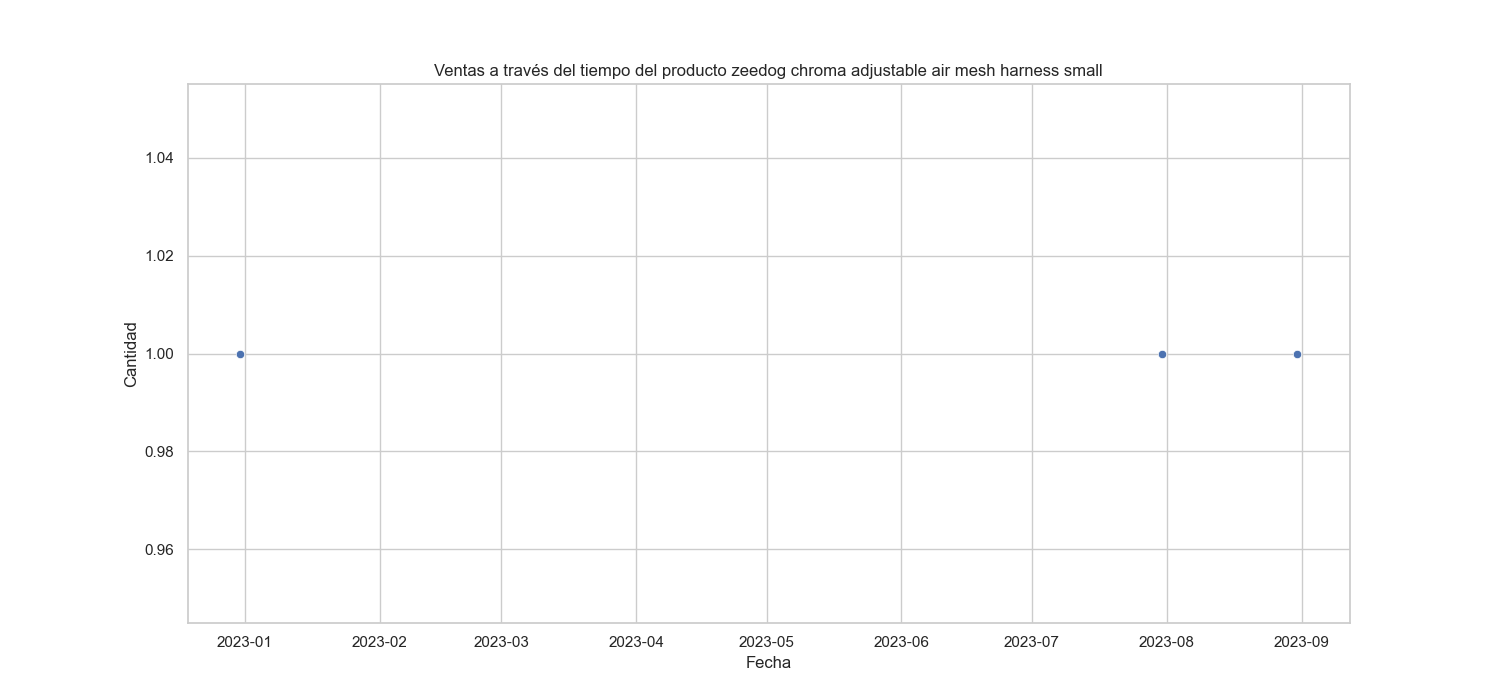 Ventas a través del tiempo del producto zeedog chroma adjustable air mesh harness small
1.04
1.02
1.00
0.98
0.96
Cantidad
2023-01 2023-02 2023-03 2023-04 2023-05 2023-06 2023-07 2023-08 2023-09
Fecha